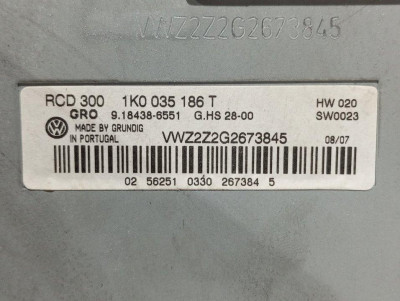 VWZ2Z2G2673845
RCD 300 1K0 035 186 T HW 020
GRO 9.18438-6551 G.HS 28-00 SW0023
MADE BY GRUNDIG
IN PORTUGAL VWZ2Z2G2673845 08/07
02 56251 0330 267384 5